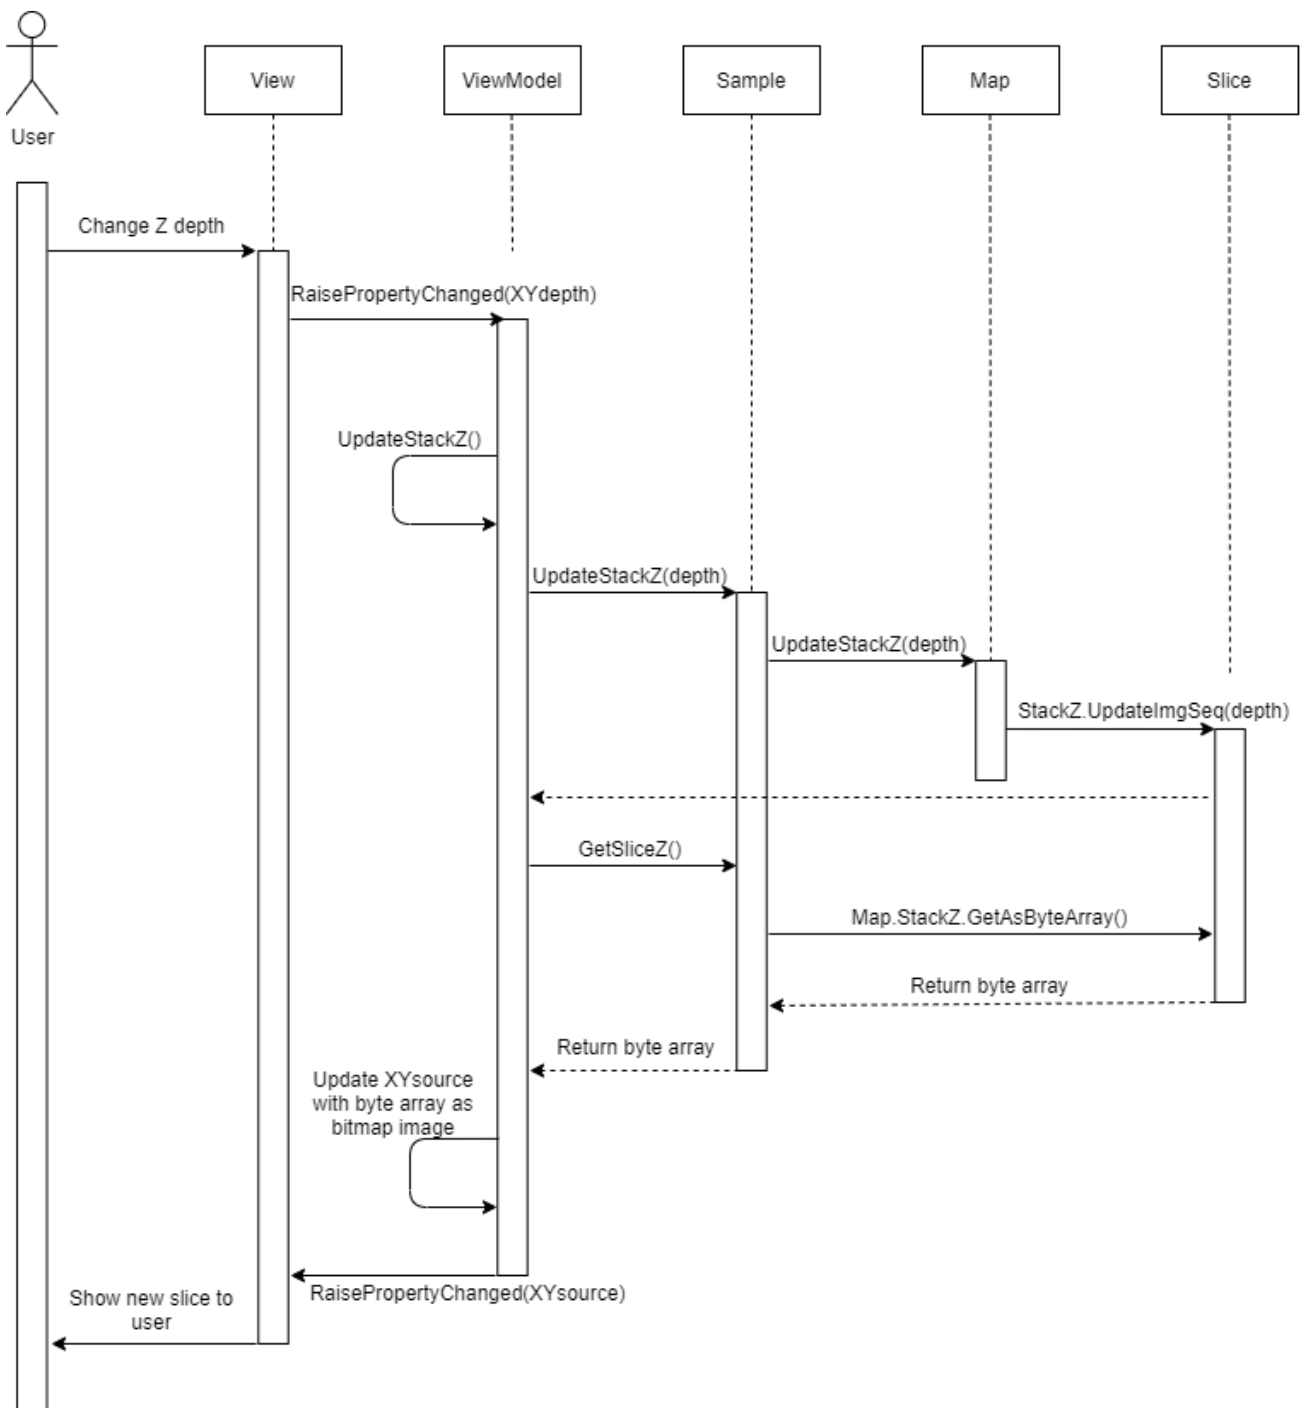 User
View
ViewModel
Sample
Map
Slice
Change Z depth
RaisePropertyChanged(XYdepth)
UpdateStackZ()
UpdateStackZ(depth)
UpdateStackZ(depth)
StackZ.UpdateImgSeq(depth)
GetSliceZ()
Map.StackZ.GetAsByteArray()
Return byte array
Return byte array
Update XYsource
with byte array as
bitmap image
RaisePropertyChanged(XYsource)
Show new slice to
user